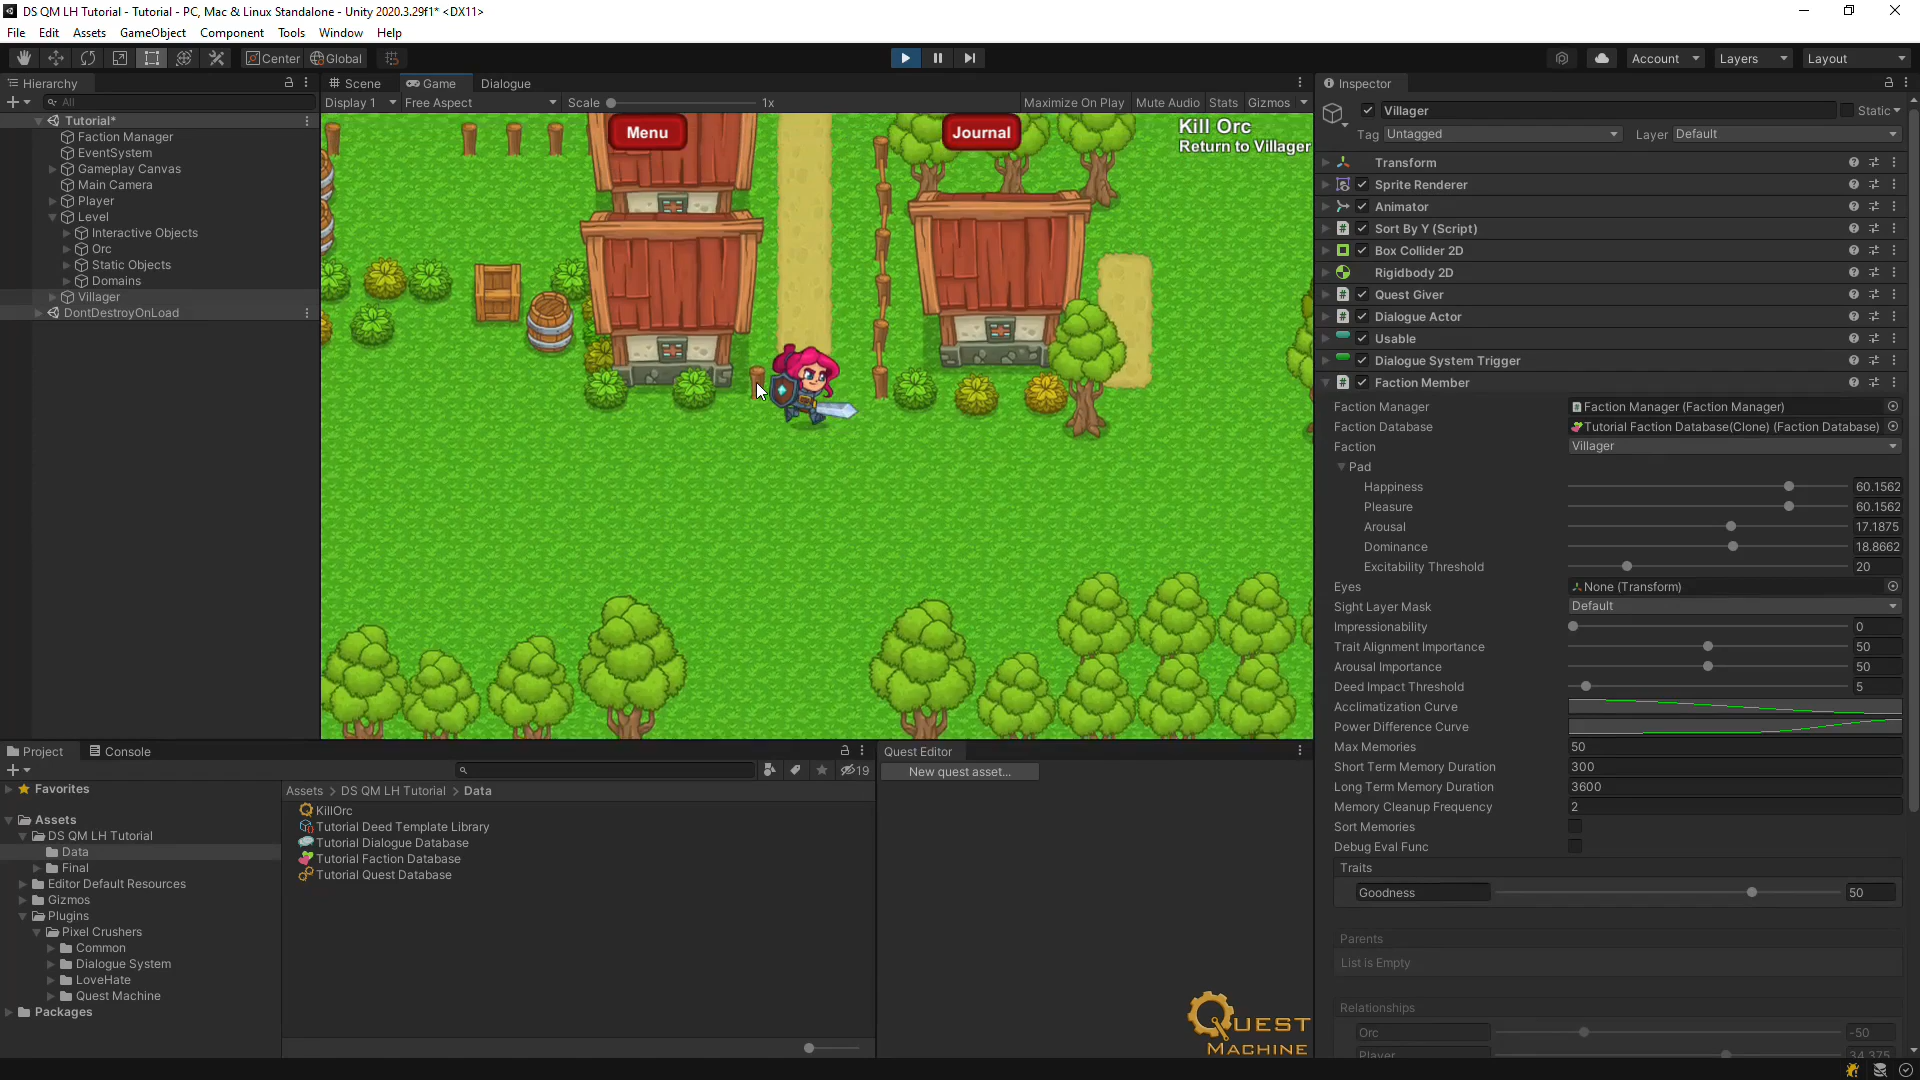 DS QM LH Tutorial - Tutorial - PC, Mac & Linux Standalone - Unity 2020.3.29f1* <DX11>
File Edit Assets GameObject Component Tools Window Help
Center Global
Account Layers Layout
Hierarchy
All
Tutorial*
Faction Manager
EventSystem
Gameplay Canvas
Main Camera
Player
Level
Interactive Objects
Orc
Static Objects
Domains
Villager
DontDestroyOnLoad
Scene Game Dialogue
Display 1 Free Aspect Scale 1x Maximize On Play Mute Audio Stats Gizmos
Menu
Journal
Kill Orc
Return to Villager
Inspector
Villager Static
Tag Untagged Layer Default
Transform
Sprite Renderer
Animator
Sort By Y (Script)
Box Collider 2D
Rigidbody 2D
Quest Giver
Dialogue Actor
Usable
Dialogue System Trigger
Faction Member
Faction Manager Faction Manager (Faction Manager)
Faction Database Tutorial Faction Database(Clone) (Faction Database)
Faction Villager
Pad
Happiness 60.1562
Pleasure 60.1562
Arousal 17.1875
Dominance 18.8662
Excitability Threshold 20
Eyes None (Transform)
Sight Layer Mask Default
Impressionability 0
Trait Alignment Importance 50
Arousal Importance 50
Deed Impact Threshold 5
Acclimatization Curve
Power Difference Curve
Max Memories 50
Short Term Memory Duration 300
Long Term Memory Duration 3600
Memory Cleanup Frequency 2
Sort Memories
Debug Eval Func
Traits
Goodness 50
Parents
List is Empty
Relationships
Orc -50
Player 34.375
Project Console
19
Favorites
Assets
DS QM LH Tutorial
Data
Final
Editor Default Resources
Gizmos
Plugins
Pixel Crushers
Common
Dialogue System
LoveHate
Quest Machine
Packages
Assets > DS QM LH Tutorial > Data
KillOrc
Tutorial Deed Template Library
Tutorial Dialogue Database
Tutorial Faction Database
Tutorial Quest Database
Quest Editor
New quest asset...
QUEST
MACHINE